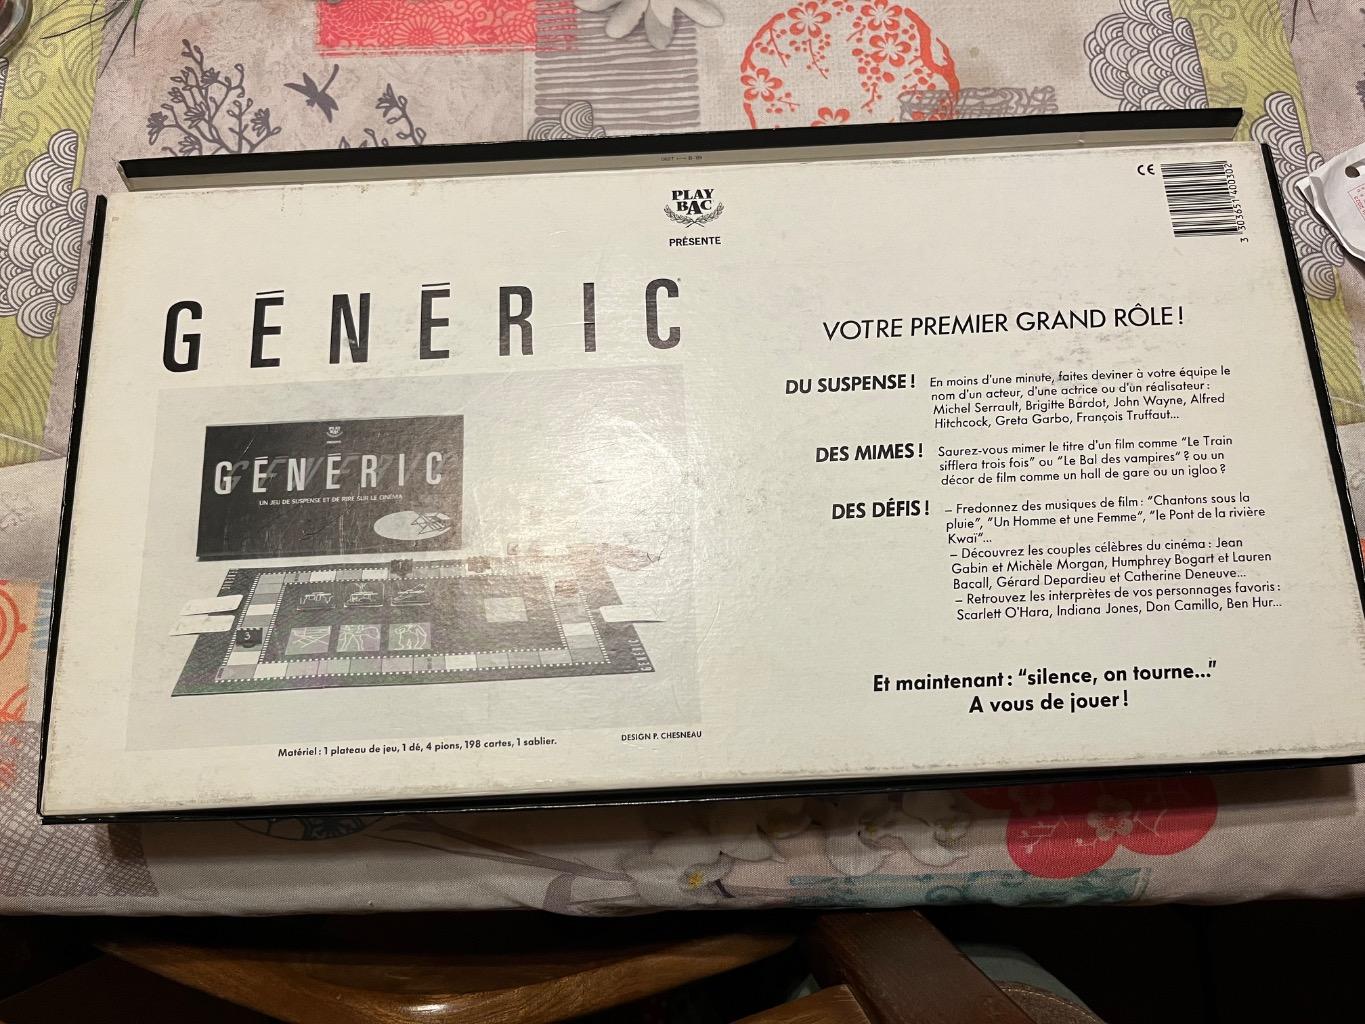 PLAY
BAC
PRÉSENTE
CE
3 303651 400302
GÉNÉRIC
PLAY
BAC
PRÉSENTE
GÉNÉRIC
UN JEU DE SUSPENSE ET DE RIRE SUR LE CINÉMA
3
GÉNÉRIC
Matériel : 1 plateau de jeu, 1 dé, 4 pions, 198 cartes, 1 sablier.
DESIGN P. CHESNEAU
VOTRE PREMIER GRAND RÔLE !
DU SUSPENSE !
En moins d'une minute, faites deviner à votre équipe le
nom d'un acteur, d'une actrice ou d'un réalisateur :
Michel Serrault, Brigitte Bardot, John Wayne, Alfred
Hitchcock, Greta Garbo, François Truffaut...
DES MIMES !
Saurez-vous mimer le titre d'un film comme "Le Train
sifflera trois fois" ou "Le Bal des vampires" ? ou un
décor de film comme un hall de gare ou un igloo ?
DES DÉFIS !
– Fredonnez des musiques de film : "Chantons sous la
pluie", "Un Homme et une Femme", "le Pont de la rivière
Kwaï"...
– Découvrez les couples célèbres du cinéma : Jean
Gabin et Michèle Morgan, Humphrey Bogart et Lauren
Bacall, Gérard Depardieu et Catherine Deneuve...
– Retrouvez les interprètes de vos personnages favoris :
Scarlett O'Hara, Indiana Jones, Don Camillo, Ben Hur...
Et maintenant : "silence, on tourne..."
A vous de jouer !